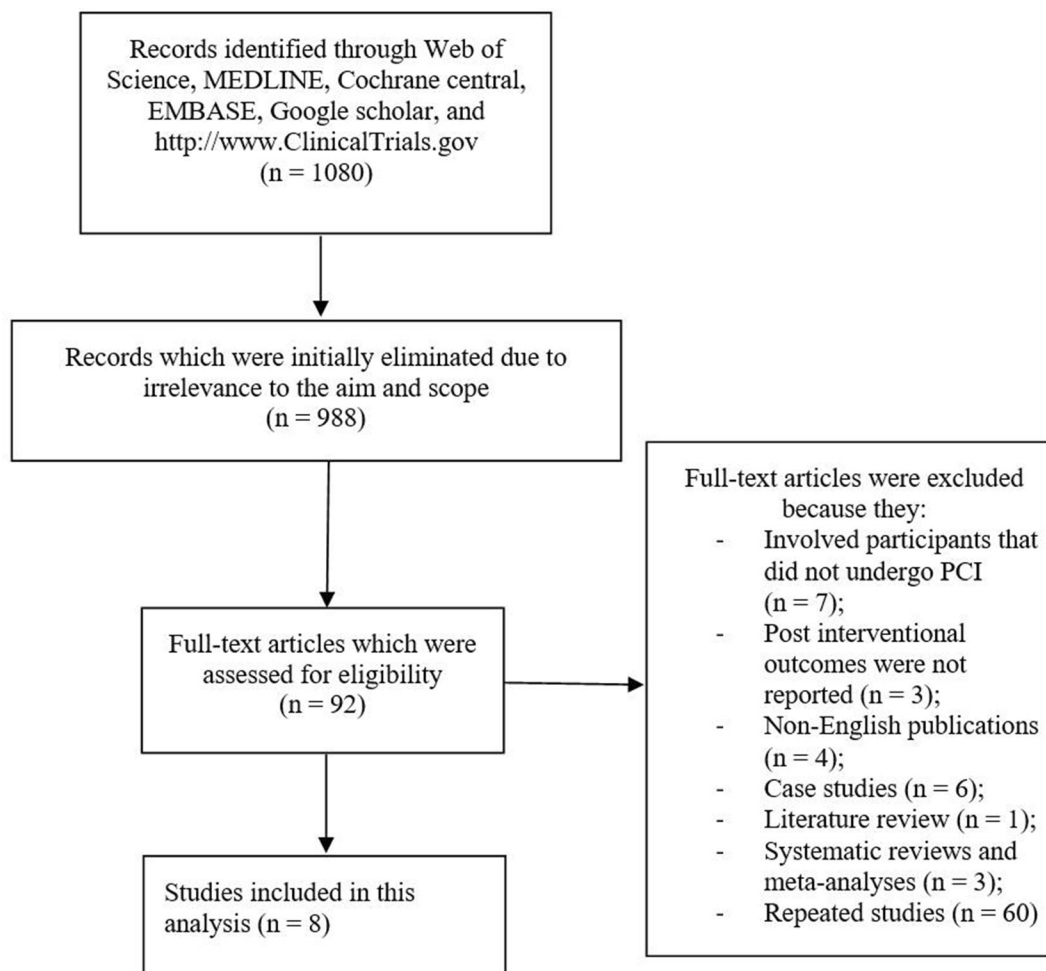 Records identified through Web of
Science, MEDLINE, Cochrane central,
EMBASE, Google scholar, and
http://www.ClinicalTrials.gov
(n = 1080)
Records which were initially eliminated due to
irrelevance to the aim and scope
(n = 988)
Full-text articles which were
assessed for eligibility
(n = 92)
Full-text articles were excluded
because they:
- Involved participants that
did not undergo PCI
(n = 7);
- Post interventional
outcomes were not
reported (n = 3);
- Non-English publications
(n = 4);
- Case studies (n = 6);
- Literature review (n = 1);
- Systematic reviews and
meta-analyses (n = 3);
- Repeated studies (n = 60)
Studies included in this
analysis (n = 8)